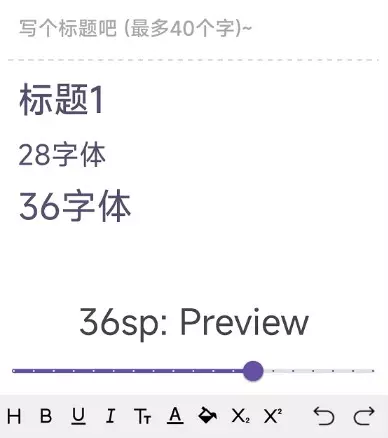 写个标题吧 (最多40个字)~
标题1
28字体
36字体
36sp: Preview
H B U I TT A X₂ X²